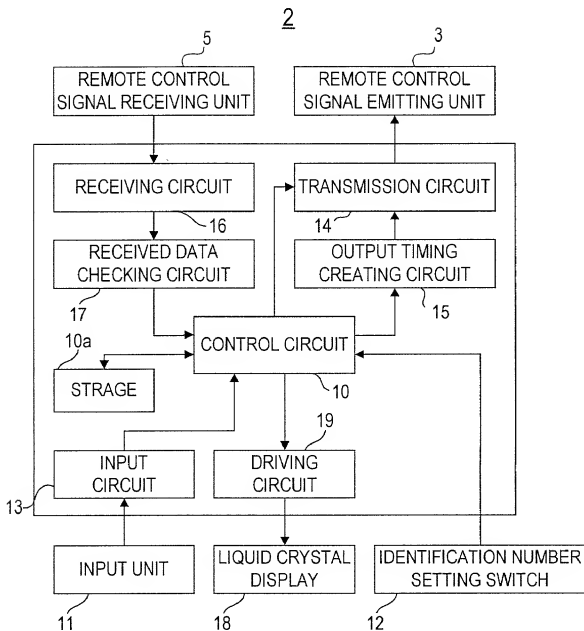 2
5
3
REMOTE CONTROL
SIGNAL RECEIVING UNIT
REMOTE CONTROL
SIGNAL EMITTING UNIT
RECEIVING CIRCUIT
16
TRANSMISSION CIRCUIT
14
RECEIVED DATA
CHECKING CIRCUIT
17
OUTPUT TIMING
CREATING CIRCUIT
15
10a
STRAGE
CONTROL CIRCUIT
10
19
INPUT
CIRCUIT
13
DRIVING
CIRCUIT
INPUT UNIT
11
LIQUID CRYSTAL
DISPLAY
18
IDENTIFICATION NUMBER
SETTING SWITCH
12